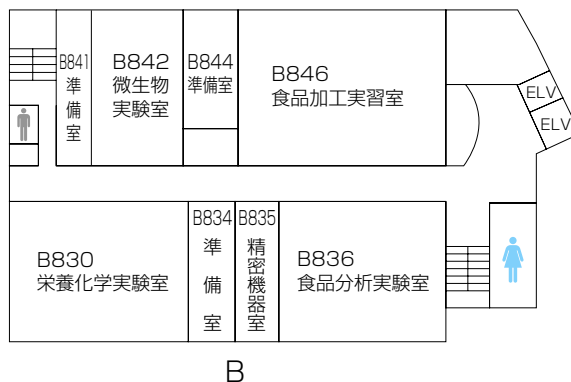 B841
準備室
B842
微生物
実験室
B844
準備室
B846
食品加工実習室
ELV
ELV
B830
栄養化学実験室
B834
準備室
B835
精密機器室
B836
食品分析実験室
B